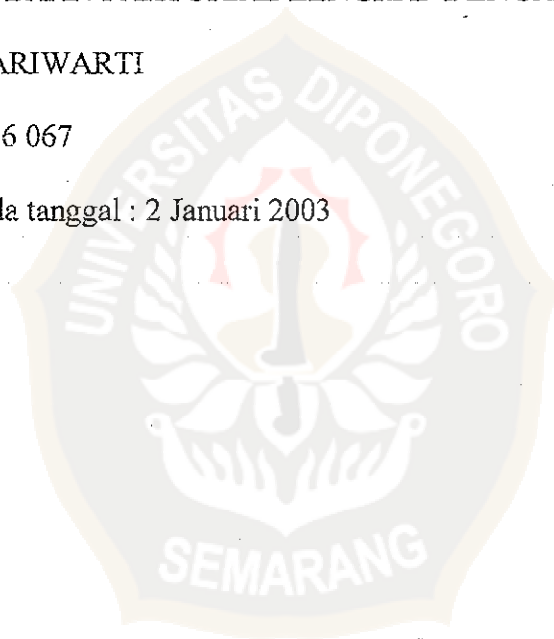 ARIWARTI
6 067
la tanggal : 2 Januari 2003
UNIVERSITAS DIPONEGORO
SEMARANG